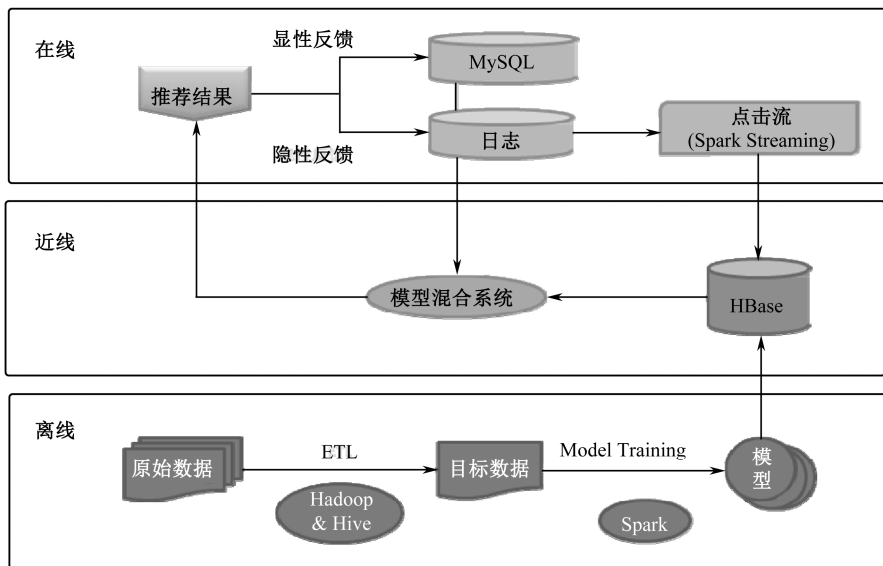 在线
显性反馈
MySQL
推荐结果
隐性反馈
日志
点击流
(Spark Streaming)
近线
模型混合系统
HBase
离线
原始数据
ETL
Hadoop
& Hive
目标数据
Model Training
Spark
模
型